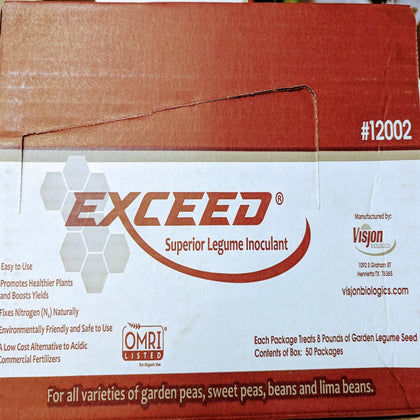 #12002
EXCEED®
Superior Legume Inoculant
Manufactured by:
Visjon
BIOLOGICS
1092 S Graham ST
Henrietta TX 76365
visjonbiologics.com
Easy to Use
Promotes Healthier Plants
and Boosts Yields
Fixes Nitrogen (N₂) Naturally
Environmentally Friendly and Safe to Use
A Low Cost Alternative to Acidic
Commercial Fertilizers
OMRI
LISTED
For Organic Use
Each Package Treats 8 Pounds of Garden Legume Seed
Contents of Box: 50 Packages
For all varieties of garden peas, sweet peas, beans and lima beans.